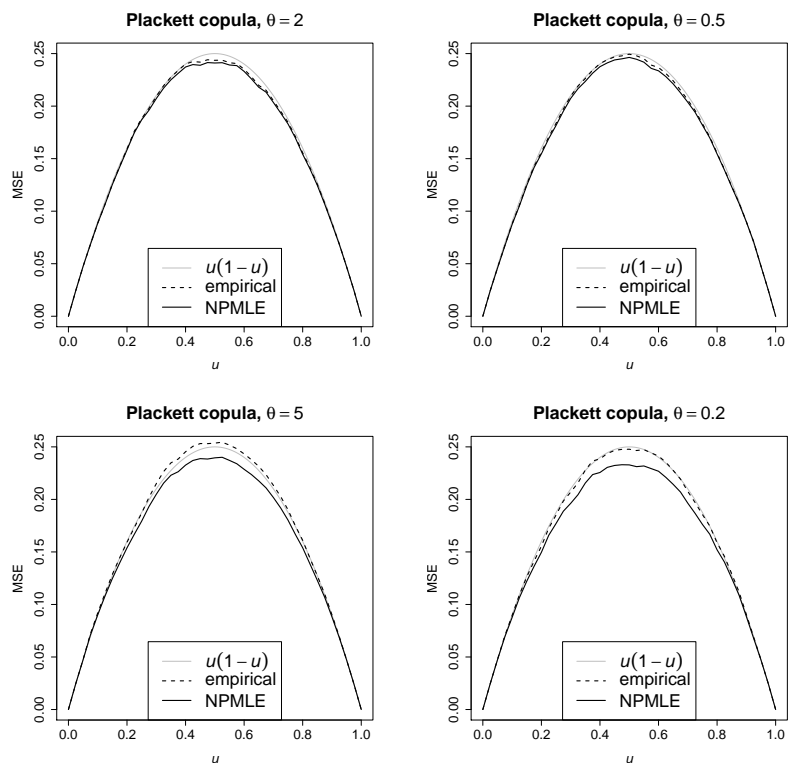 Plackett copula, θ = 2
MSE
0.00 0.05 0.10 0.15 0.20 0.25
u(1 − u)
empirical
NPMLE
0.0 0.2 0.4 0.6 0.8 1.0
u
Plackett copula, θ = 0.5
MSE
0.00 0.05 0.10 0.15 0.20 0.25
u(1 − u)
empirical
NPMLE
0.0 0.2 0.4 0.6 0.8 1.0
u
Plackett copula, θ = 5
MSE
0.00 0.05 0.10 0.15 0.20 0.25
u(1 − u)
empirical
NPMLE
0.0 0.2 0.4 0.6 0.8 1.0
u
Plackett copula, θ = 0.2
MSE
0.00 0.05 0.10 0.15 0.20 0.25
u(1 − u)
empirical
NPMLE
0.0 0.2 0.4 0.6 0.8 1.0
u